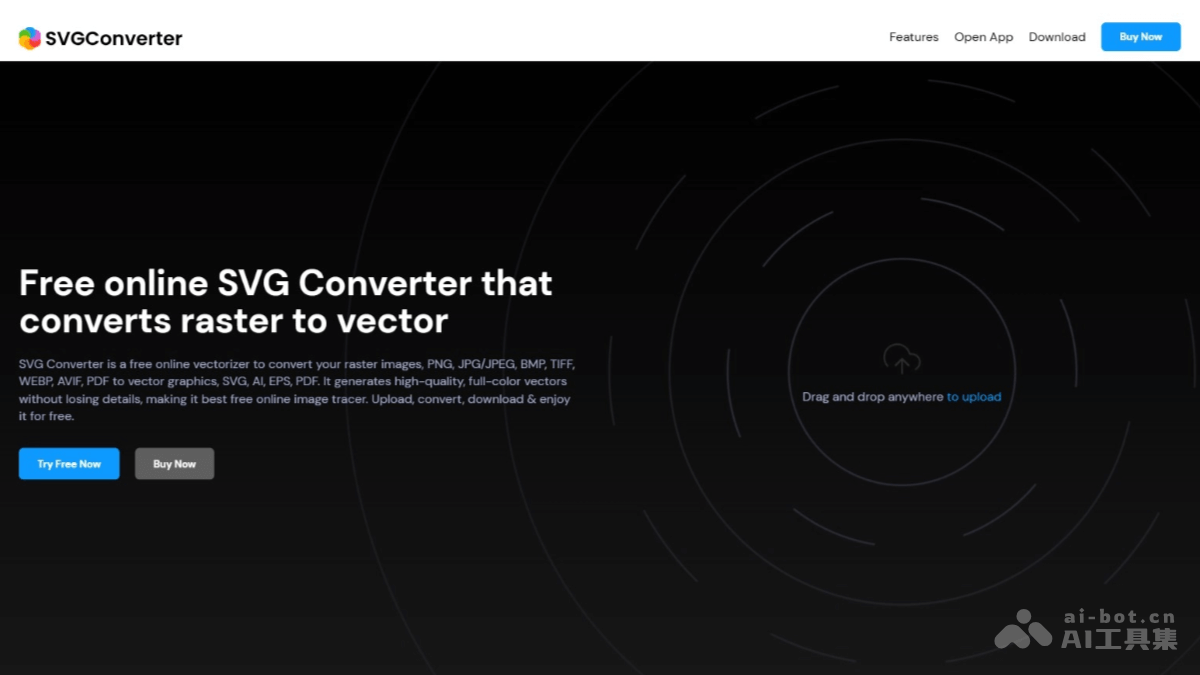 SVGConverter
Features
Open App
Download
Buy Now
Free online SVG Converter that
converts raster to vector
SVG Converter is a free online vectorizer to convert your raster images, PNG, JPG/JPEG, BMP, TIFF,
WEBP, AVIF, PDF to vector graphics, SVG, AI, EPS, PDF. It generates high-quality, full-color vectors
without losing details, making it best free online image tracer. Upload, convert, download & enjoy
it for free.
Try Free Now
Buy Now
Drag and drop anywhere to upload
ai-bot.cn
AI工具集